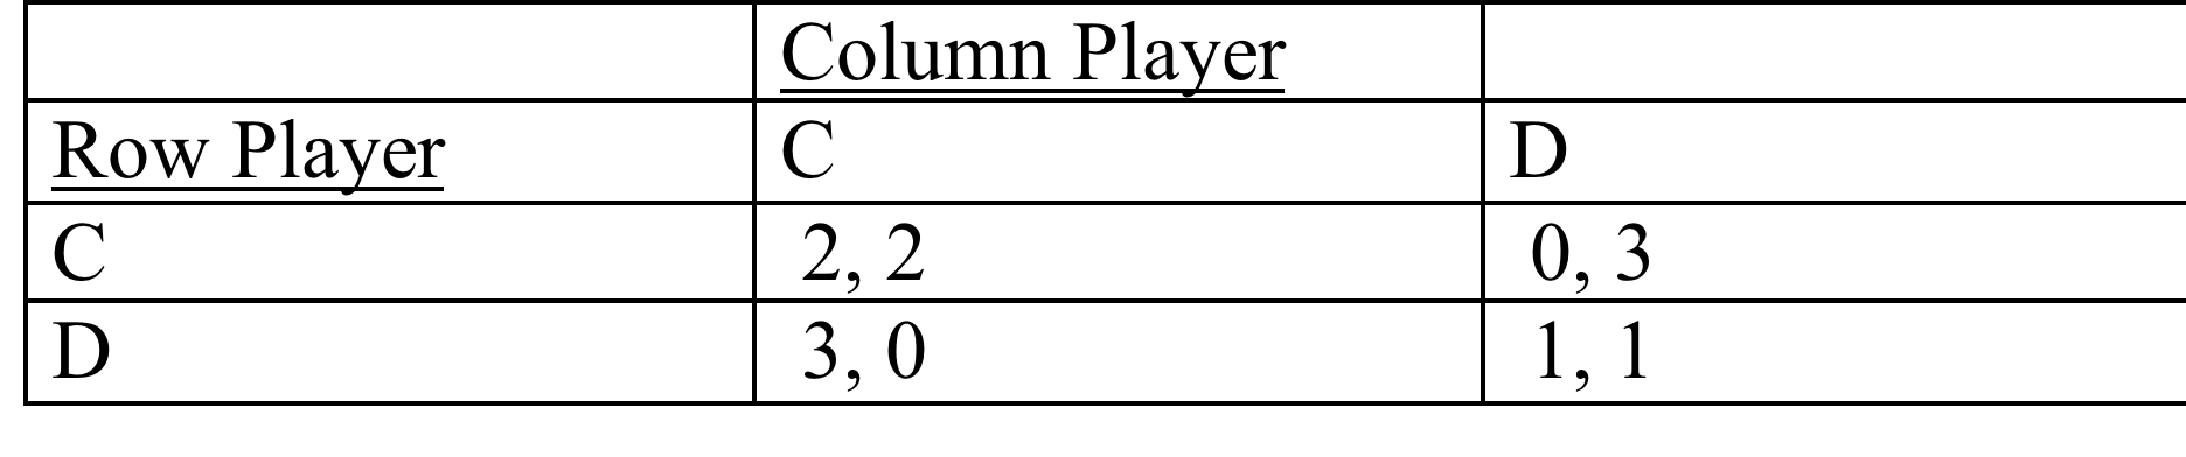 Column Player
Row Player C D
C 2, 2 0, 3
D 3, 0 1, 1